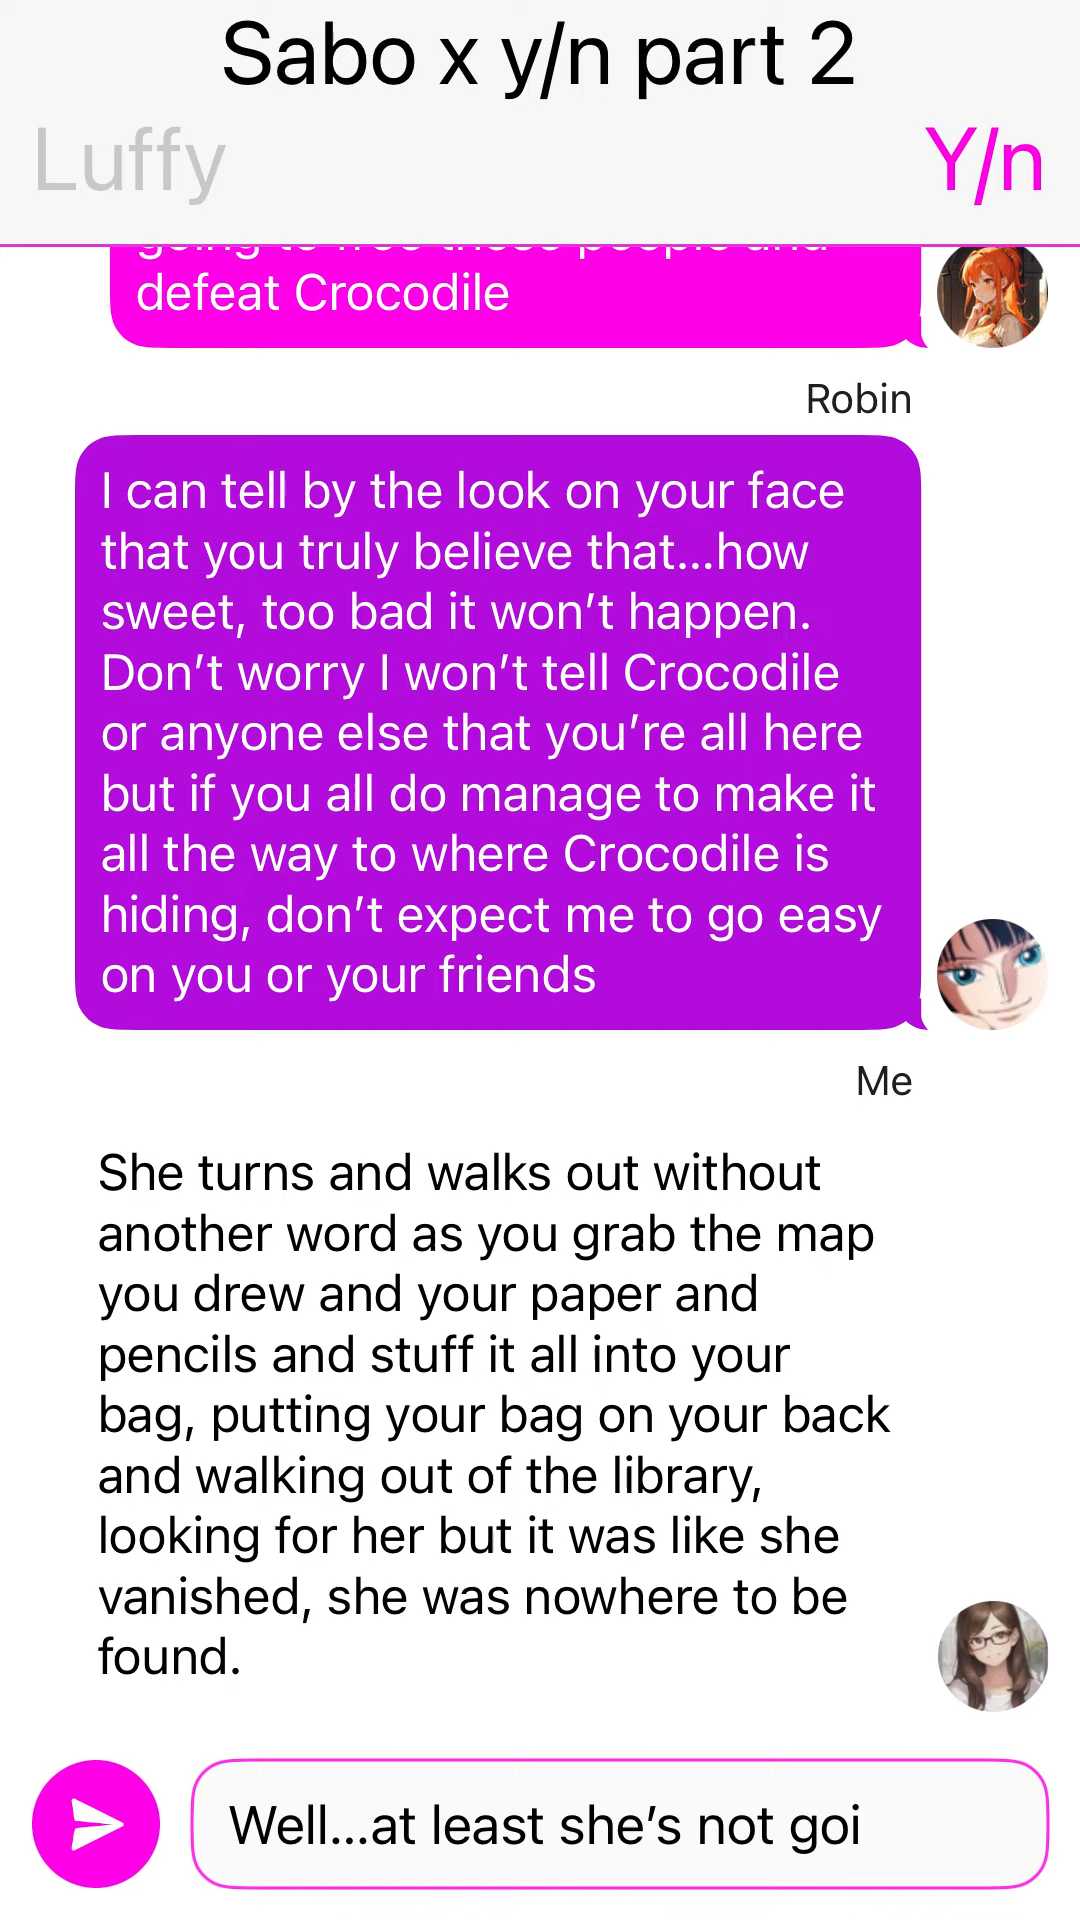 Sabo x y/n part 2
Luffy
Y/n
going to free these people and
defeat Crocodile
Robin
I can tell by the look on your face
that you truly believe that...how
sweet, too bad it won't happen.
Don't worry I won't tell Crocodile
or anyone else that you're all here
but if you all do manage to make it
all the way to where Crocodile is
hiding, don't expect me to go easy
on you or your friends
Me
She turns and walks out without
another word as you grab the map
you drew and your paper and
pencils and stuff it all into your
bag, putting your bag on your back
and walking out of the library,
looking for her but it was like she
vanished, she was nowhere to be
found.
Well...at least she's not goi